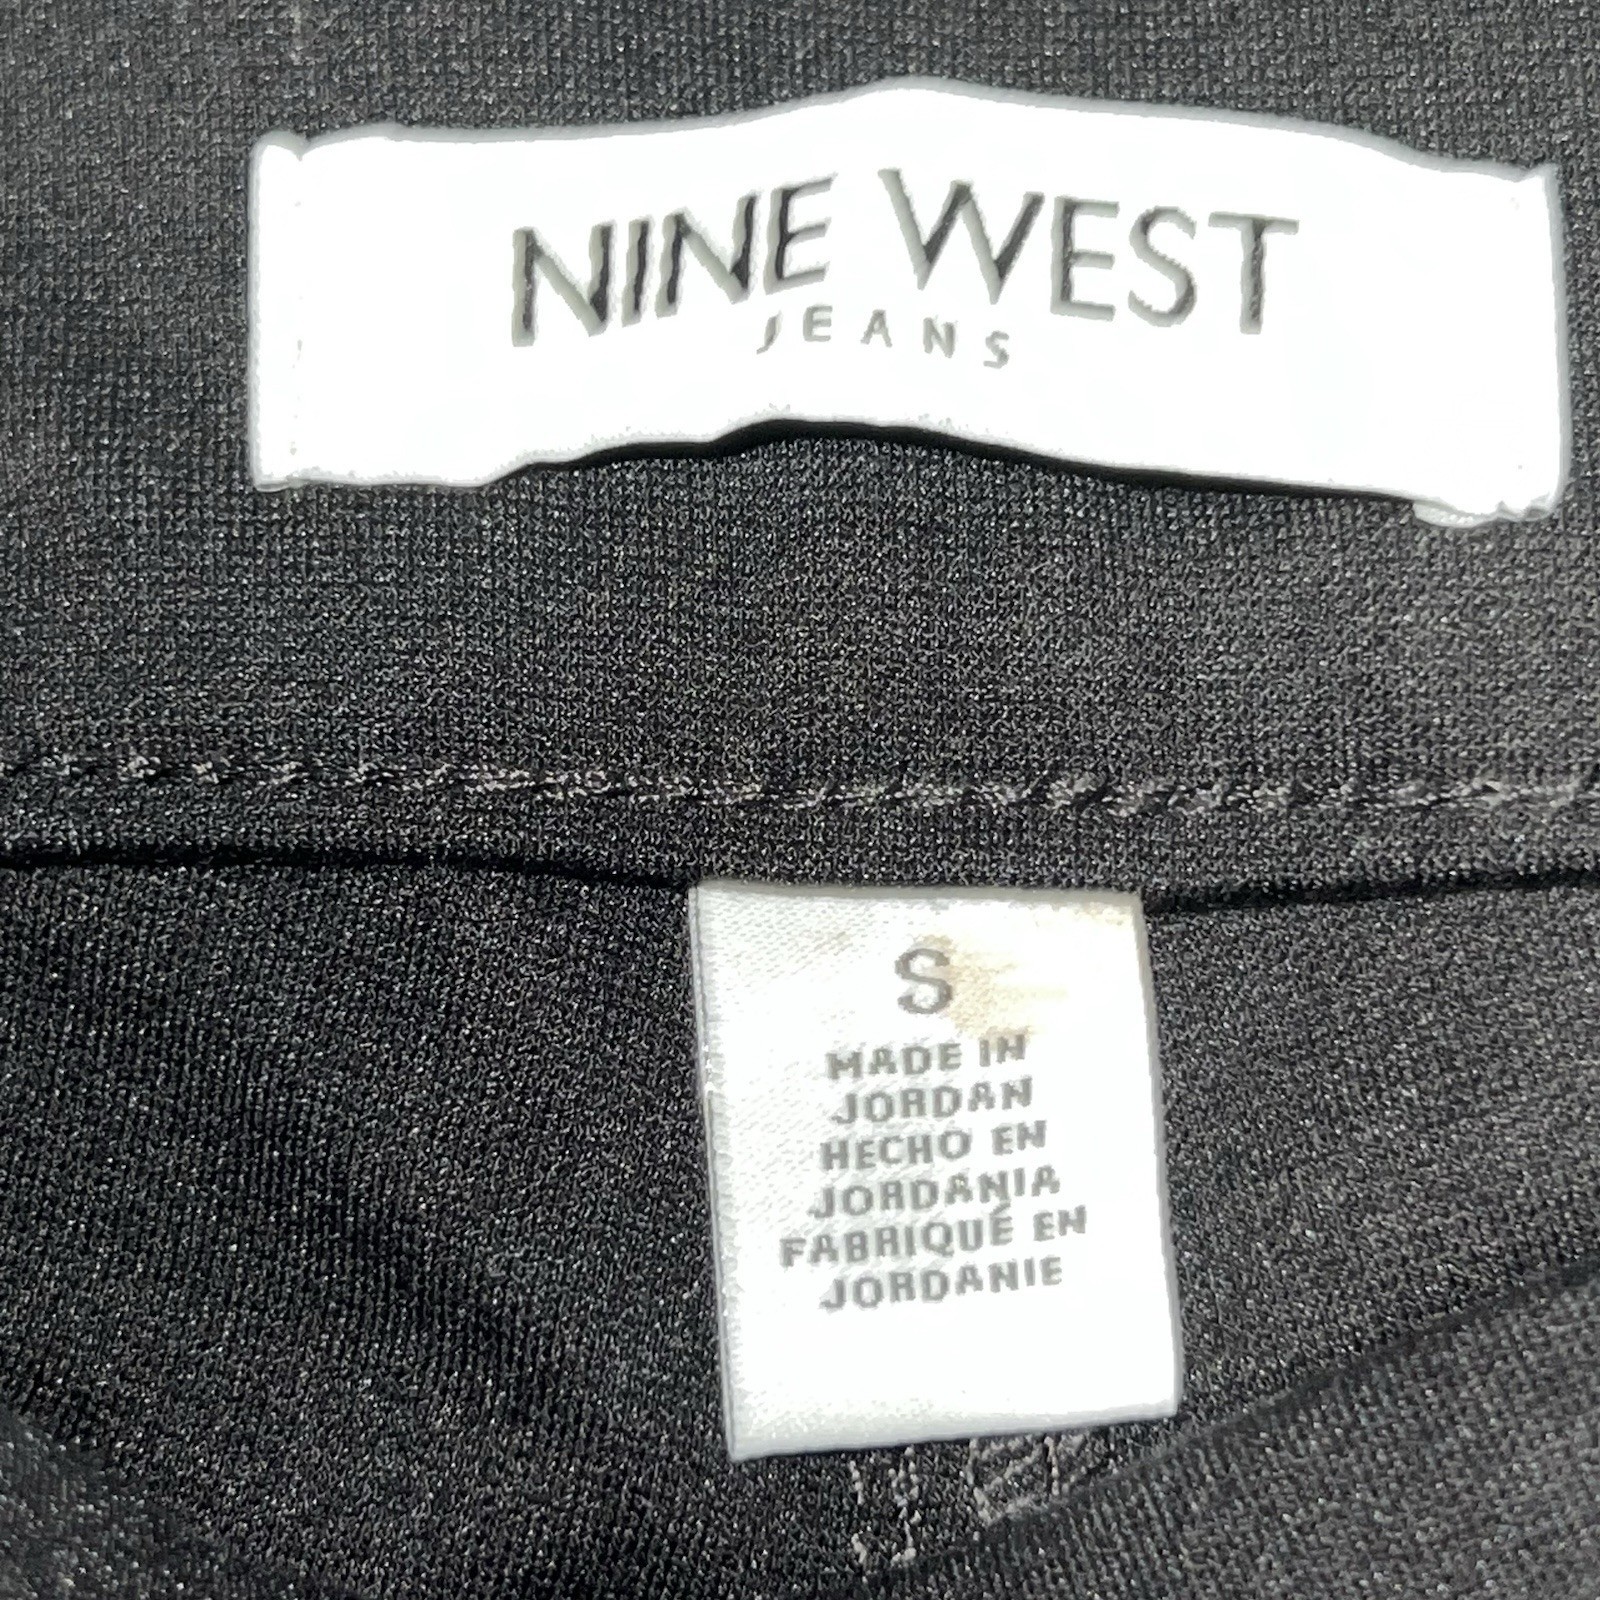 NINE WEST
JEANS
S
MADE IN
JORDAN
HECHO EN
JORDANIA
FABRIQUÉ EN
JORDANIE